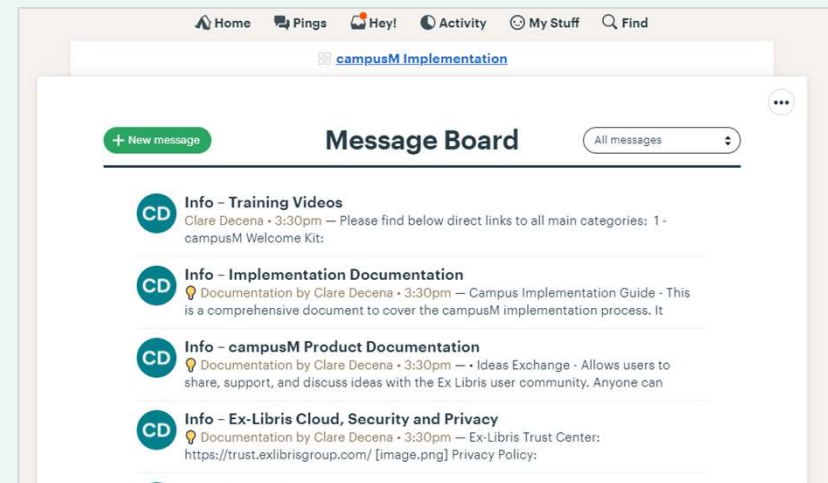 Home Pings Hey! Activity My Stuff Find
campusM Implementation
+ New message
Message Board
All messages
CD
Info – Training Videos
Clare Decena • 3:30pm — Please find below direct links to all main categories: 1 -
campusM Welcome Kit:
CD
Info – Implementation Documentation
Documentation by Clare Decena • 3:30pm — Campus Implementation Guide - This
is a comprehensive document to cover the campusM implementation process. It
CD
Info – campusM Product Documentation
Documentation by Clare Decena • 3:30pm — • Ideas Exchange - Allows users to
share, support, and discuss ideas with the Ex Libris user community. Anyone can
CD
Info – Ex-Libris Cloud, Security and Privacy
Documentation by Clare Decena • 3:30pm — Ex-Libris Trust Center:
https://trust.exlibrisgroup.com/ [image.png] Privacy Policy: